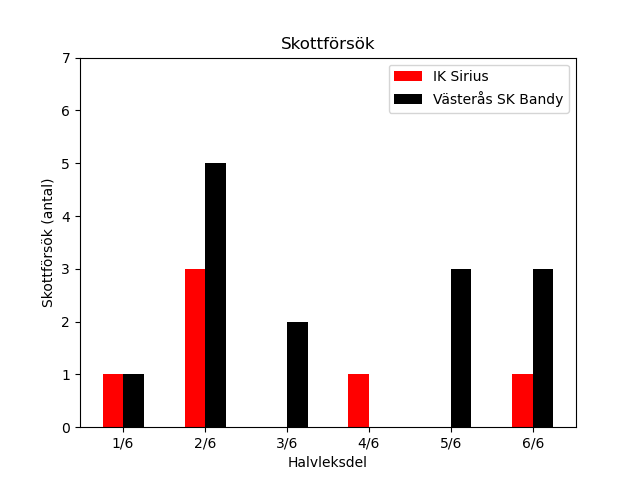 Skottförsök
IK Sirius
Västerås SK Bandy
Skottförsök (antal)
7
6
5
4
3
2
1
0
1/6 2/6 3/6 4/6 5/6 6/6
Halvleksdel